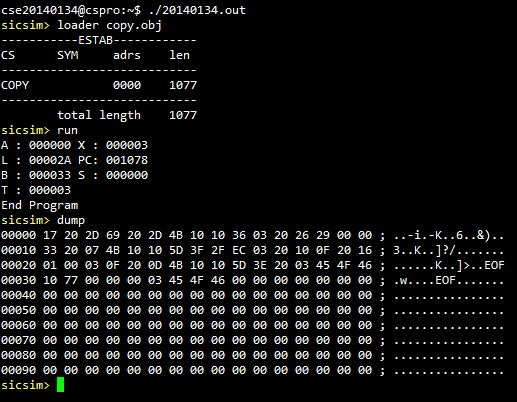 cse20140134@cspro:~$ ./20140134.out
sicsim> loader copy.obj
-----------ESTAB------------
CS      SYM     adrs    len
----------------------------
COPY            0000    1077
----------------------------
        total length    1077
sicsim> run
A : 000000 X : 000003
L : 00002A PC: 001078
B : 000033 S : 000000
T : 000003
End Program
sicsim> dump
00000 17 20 2D 69 20 2D 4B 10 10 36 03 20 26 29 00 00 ; ..-i.-K..6..&)..
00010 33 20 07 4B 10 10 5D 3F 2F EC 03 20 10 0F 20 16 ; 3..K..]?/.......
00020 01 00 03 0F 20 0D 4B 10 10 5D 3E 20 03 45 4F 46 ; ......K..]>..EOF
00030 10 77 00 00 00 03 45 4F 46 00 00 00 00 00 00 00 ; .w....EOF.......
00040 00 00 00 00 00 00 00 00 00 00 00 00 00 00 00 00 ; ................
00050 00 00 00 00 00 00 00 00 00 00 00 00 00 00 00 00 ; ................
00060 00 00 00 00 00 00 00 00 00 00 00 00 00 00 00 00 ; ................
00070 00 00 00 00 00 00 00 00 00 00 00 00 00 00 00 00 ; ................
00080 00 00 00 00 00 00 00 00 00 00 00 00 00 00 00 00 ; ................
00090 00 00 00 00 00 00 00 00 00 00 00 00 00 00 00 00 ; ................
sicsim>